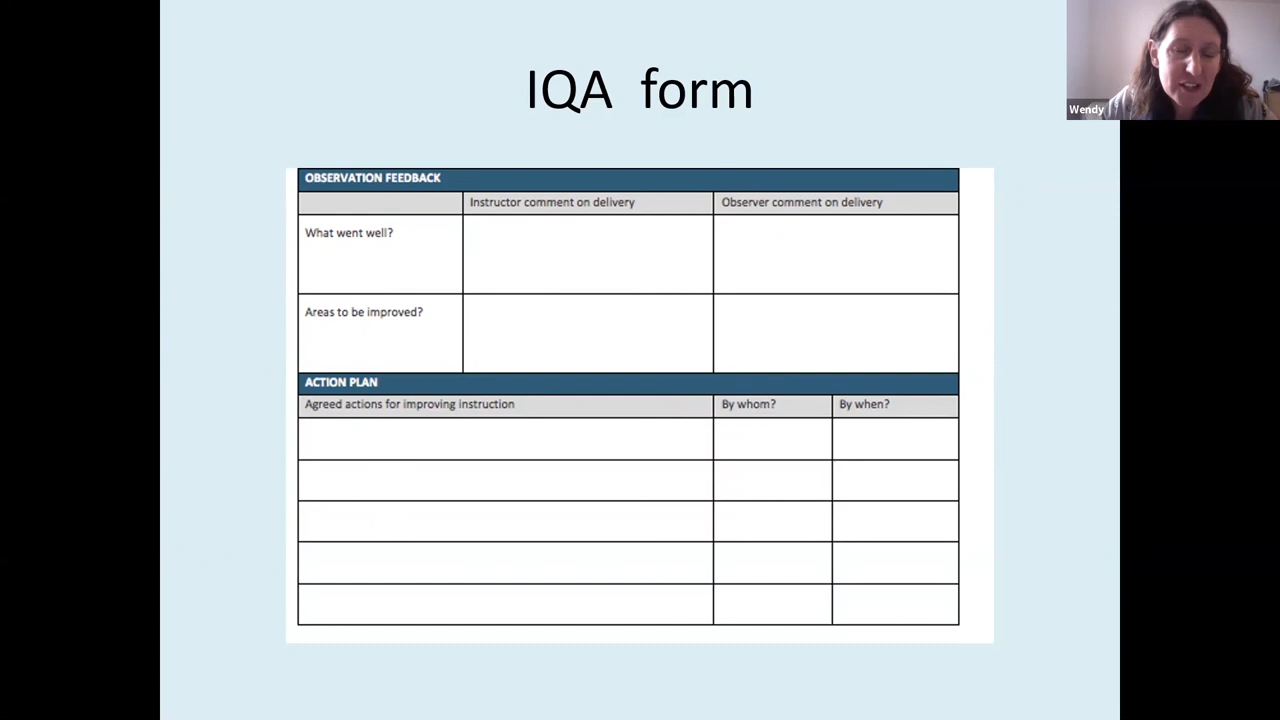 IQA form
Wendy
OBSERVATION FEEDBACK
Instructor comment on delivery
Observer comment on delivery
What went well?
Areas to be improved?
ACTION PLAN
Agreed actions for improving instruction
By whom?
By when?